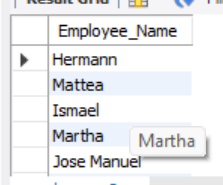 Result Grid
Employee_Name
Hermann
Mattea
Ismael
Martha
Martha
Jose Manuel